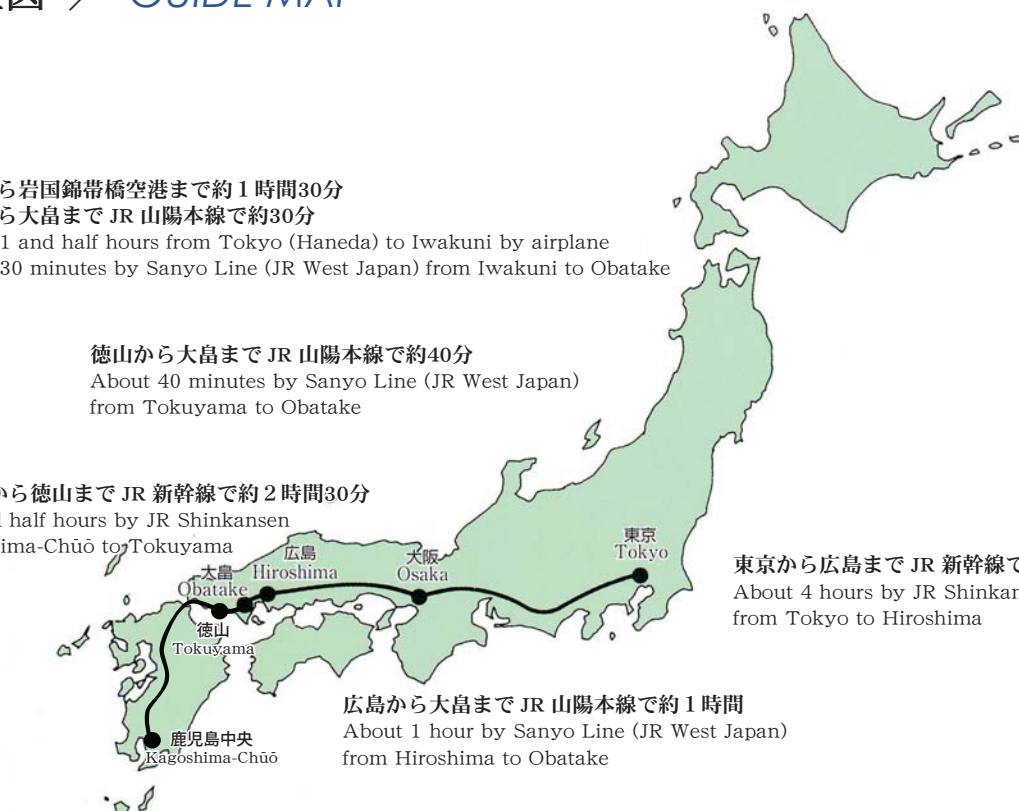 図 / GUIDE MAP
ら岩国錦帯橋空港まで約1時間30分
ら大畠まで JR 山陽本線で約30分
1 and half hours from Tokyo (Haneda) to Iwakuni by airplane
30 minutes by Sanyo Line (JR West Japan) from Iwakuni to Obatake
徳山から大畠まで JR 山陽本線で約40分
About 40 minutes by Sanyo Line (JR West Japan)
from Tokuyama to Obatake
から徳山まで JR 新幹線で約2時間30分
half hours by JR Shinkansen
ima-Chūō to Tokuyama
広島
Hiroshima
大畠
Obatake
徳山
Tokuyama
大阪
Osaka
東京
Tokyo
東京から広島まで JR 新幹線で
About 4 hours by JR Shinkan
from Tokyo to Hiroshima
広島から大畠まで JR 山陽本線で約1時間
About 1 hour by Sanyo Line (JR West Japan)
from Hiroshima to Obatake
鹿児島中央
Kagoshima-Chūō